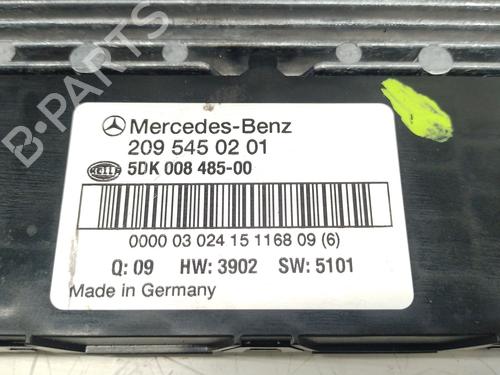 B-PARTS
Mercedes-Benz
209 545 02 01
HELLA 5DK 008 485-00
0000 03 024 15 1168 09 (6)
Q: 09 HW: 3902 SW: 5101
Made in Germany